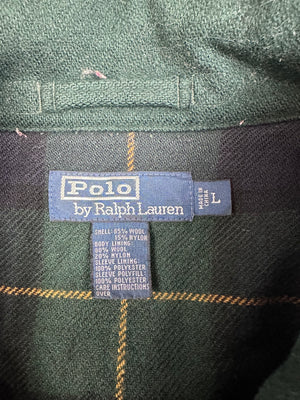 Polo
by Ralph Lauren
MADE IN
CHINA
L
SHELL: 85% WOOL
15% NYLON
BODY LINING:
80% WOOL
20% NYLON
SLEEVE LINING:
100% POLYESTER
SLEEVE POLYFILL:
100% POLYESTER
CARE INSTRUCTIONS
OVER